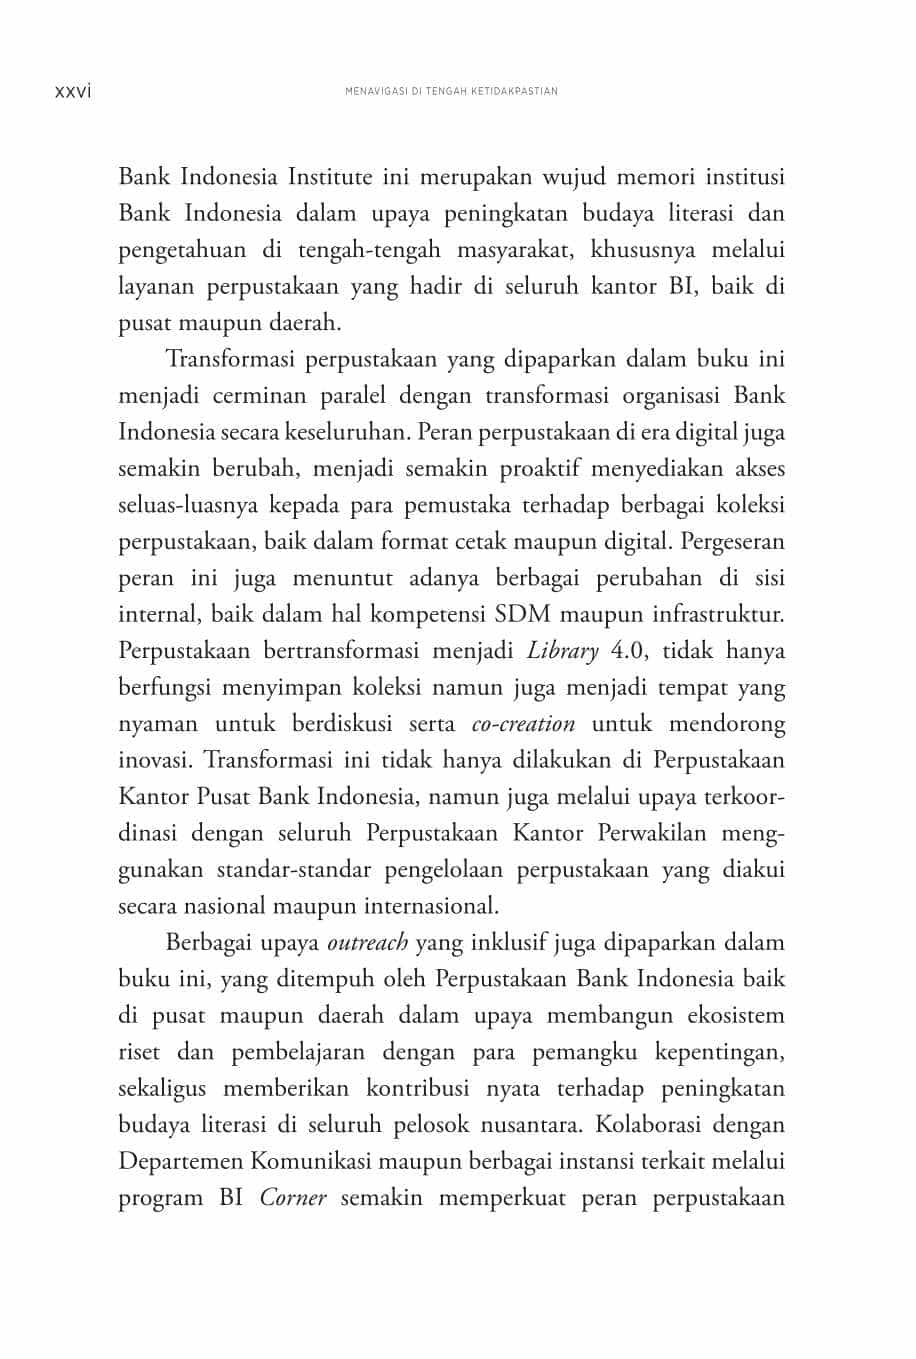 xxvi
MENAVIGASI DI TENGAH KETIDAKPASTIAN
Bank Indonesia Institute ini merupakan wujud memori institusi
Bank Indonesia dalam upaya peningkatan budaya literasi dan
pengetahuan di tengah-tengah masyarakat, khususnya melalui
layanan perpustakaan yang hadir di seluruh kantor BI, baik di
pusat maupun daerah.
Transformasi perpustakaan yang dipaparkan dalam buku ini
menjadi cerminan paralel dengan transformasi organisasi Bank
Indonesia secara keseluruhan. Peran perpustakaan di era digital juga
semakin berubah, menjadi semakin proaktif menyediakan akses
seluas-luasnya kepada para pemustaka terhadap berbagai koleksi
perpustakaan, baik dalam format cetak maupun digital. Pergeseran
peran ini juga menuntut adanya berbagai perubahan di sisi
internal, baik dalam hal kompetensi SDM maupun infrastruktur.
Perpustakaan bertransformasi menjadi Library 4.0, tidak hanya
berfungsi menyimpan koleksi namun juga menjadi tempat yang
nyaman untuk berdiskusi serta co-creation untuk mendorong
inovasi. Transformasi ini tidak hanya dilakukan di Perpustakaan
Kantor Pusat Bank Indonesia, namun juga melalui upaya terkoor-
dinasi dengan seluruh Perpustakaan Kantor Perwakilan meng-
gunakan standar-standar pengelolaan perpustakaan yang diakui
secara nasional maupun internasional.
Berbagai upaya outreach yang inklusif juga dipaparkan dalam
buku ini, yang ditempuh oleh Perpustakaan Bank Indonesia baik
di pusat maupun daerah dalam upaya membangun ekosistem
riset dan pembelajaran dengan para pemangku kepentingan,
sekaligus memberikan kontribusi nyata terhadap peningkatan
budaya literasi di seluruh pelosok nusantara. Kolaborasi dengan
Departemen Komunikasi maupun berbagai instansi terkait melalui
program BI Corner semakin memperkuat peran perpustakaan